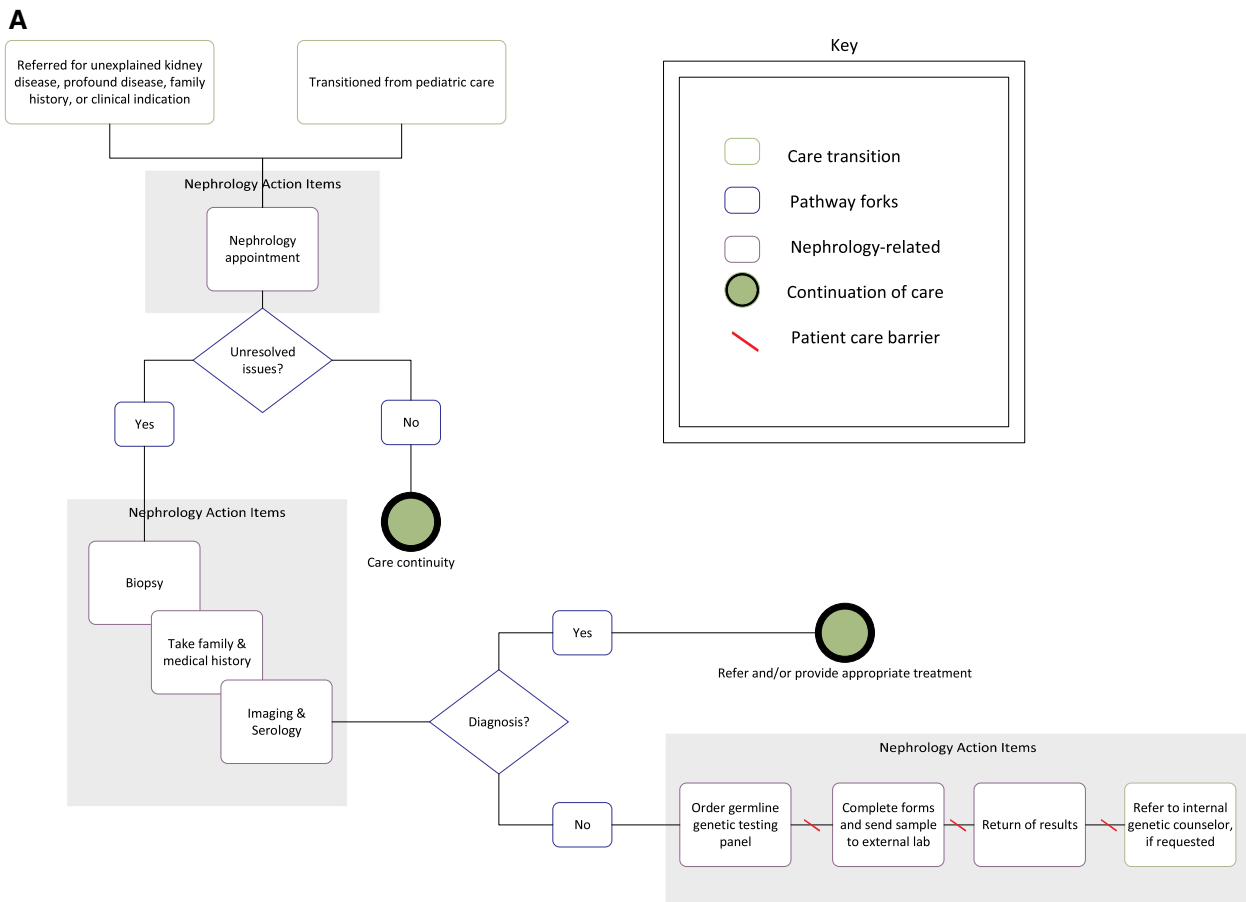 A
Referred for unexplained kidney
disease, profound disease, family
history, or clinical indication
Transitioned from pediatric care
Key
Care transition
Pathway forks
Nephrology-related
Continuation of care
Patient care barrier
Nephrology Action Items
Nephrology
appointment
Unresolved
issues?
Yes
No
Care continuity
Nephrology Action Items
Biopsy
Take family &
medical history
Imaging &
Serology
Diagnosis?
Yes
Refer and/or provide appropriate treatment
No
Nephrology Action Items
Order germline
genetic testing
panel
Complete forms
and send sample
to external lab
Return of results
Refer to internal
genetic counselor,
if requested